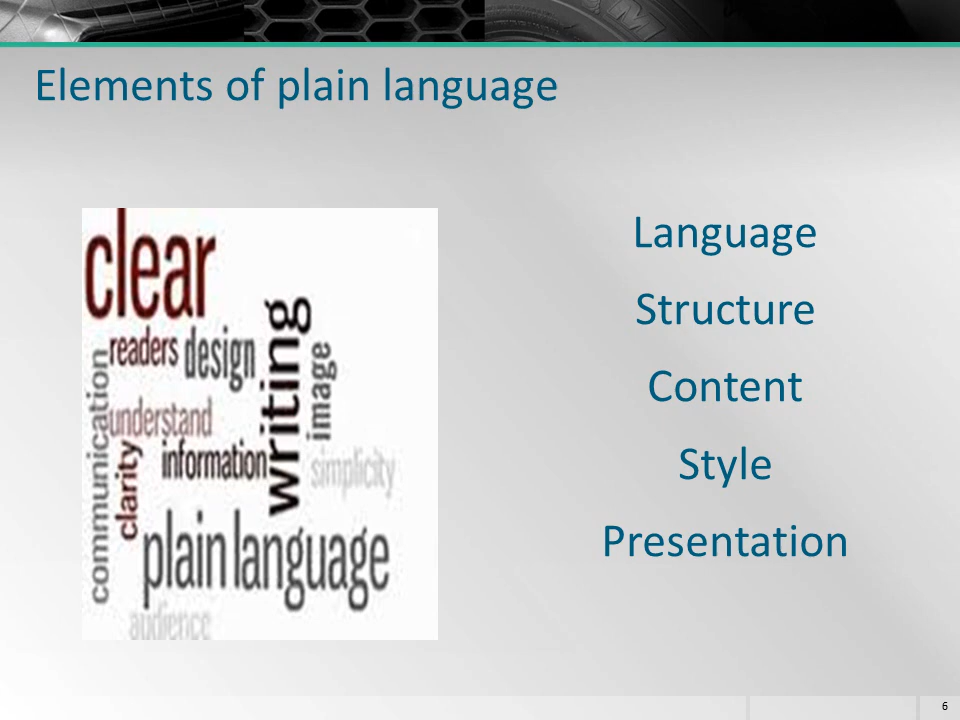 Elements of plain language
clear
readers
design
writing
image
communication
understand
clarity
information
simplicity
plain language
audience
Language
Structure
Content
Style
Presentation
6